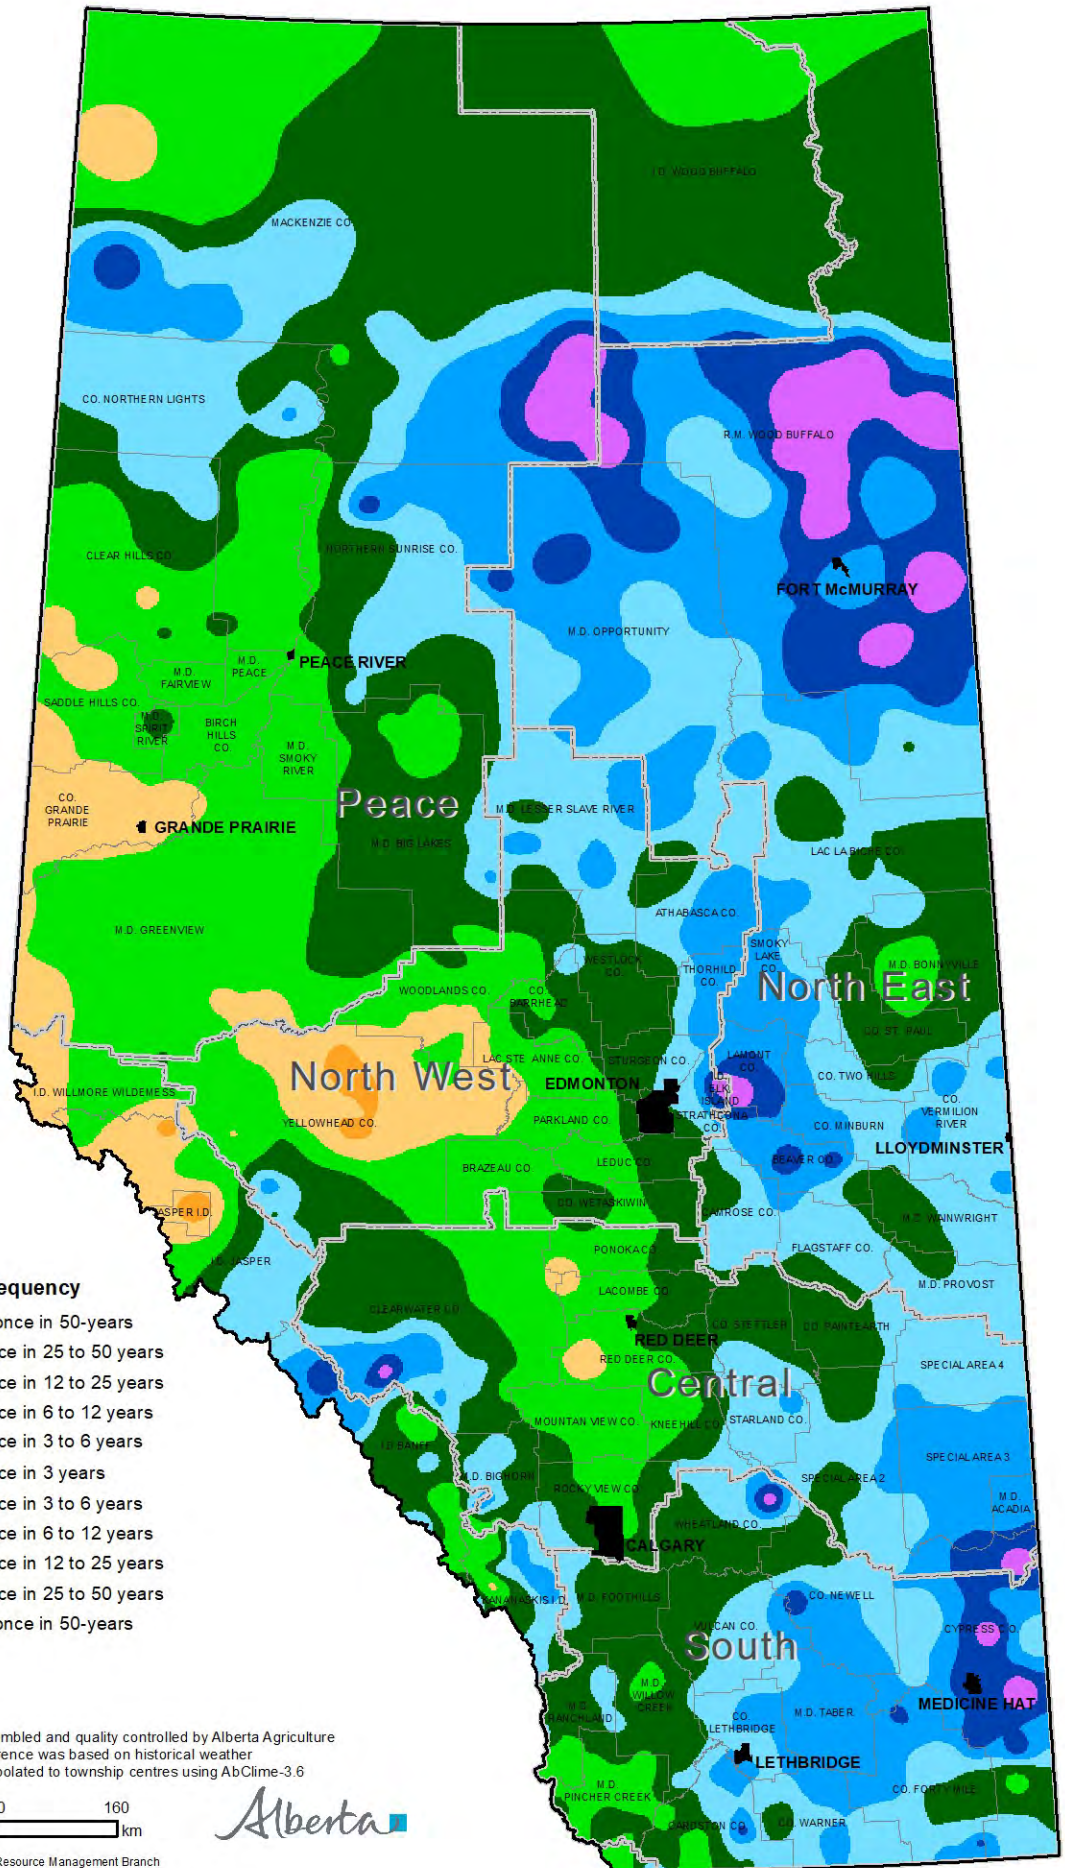 I.D. WOOD BUFFALO
MACKENZIE CO.
CO. NORTHERN LIGHTS
R.M. WOOD BUFFALO
CLEAR HILLS CO.
NORTHERN SUNRISE CO.
FORT McMURRAY
M.D. OPPORTUNITY
M.D.
PEACE
PEACE RIVER
M.D.
FAIRVIEW
SADDLE HILLS CO.
M.D.
SPIRIT
RIVER
BIRCH
HILLS
CO.
M.D.
SMOKY
RIVER
CO.
GRANDE
PRAIRIE
Peace
M.D. LESSER SLAVE RIVER
GRANDE PRAIRIE
M.D. BIG LAKES
LAC LA BICHE CO.
M.D. GREENVIEW
ATHABASCA CO.
SMOKY
LAKE
CO.
WESTLOCK
CO.
THORHILD
CO.
M.D. BONNYVILLE
North East
WOODLANDS CO.
CO.
BARRHEAD
CO. ST. PAUL
North West
LAC STE ANNE CO.
STURGEON CO.
LAMONT
CO.
I.D.
ELK
ISLAND
CO. TWO HILLS
EDMONTON
I.D. WILLMORE WILDERNESS
YELLOWHEAD CO.
PARKLAND CO.
STRATHCONA
CO.
CO. MINBURN
CO.
VERMILION
RIVER
LLOYDMINSTER
BRAZEAU CO.
LEDUC CO.
BEAVER CO.
CO. WETASKIWIN
CAMROSE CO.
JASPER I.D.
M.D. WAINWRIGHT
I.D. JASPER
PONOKA CO.
FLAGSTAFF CO.
M.D. PROVOST
LACOMBE CO.
CLEARWATER CO.
RED DEER
CO. STETTLER
CO. PAINTEARTH
RED DEER CO.
SPECIAL AREA 4
Central
MOUNTAN VIEW CO.
KNEEHILL CO.
STARLAND CO.
I.D. BANFF
M.D. BIGHORN
SPECIAL AREA 3
SPECIAL AREA 2
ROCKY VIEW CO.
M.D.
ACADIA
WHEATLAND CO.
CALGARY
KANANASKIS I.D.
M.D. FOOTHILLS
CO. NEWELL
VULCAN CO.
CYPRESS CO.
South
M.D.
WILLOW
CREEK
M.D.
RANCHLAND
CO.
LETHBRIDGE
M.D. TABER
MEDICINE HAT
LETHBRIDGE
M.D.
PINCHER CREEK
CO. FORTY MILE
CARDSTON CO.
CO. WARNER
equency
once in 50-years
ce in 25 to 50 years
ce in 12 to 25 years
ce in 6 to 12 years
ce in 3 to 6 years
ce in 3 years
ce in 3 to 6 years
ce in 6 to 12 years
ce in 12 to 25 years
ce in 25 to 50 years
once in 50-years
mbled and quality controlled by Alberta Agriculture
rence was based on historical weather
polated to township centres using AbClime-3.6
0 160
km
Alberta
Resource Management Branch